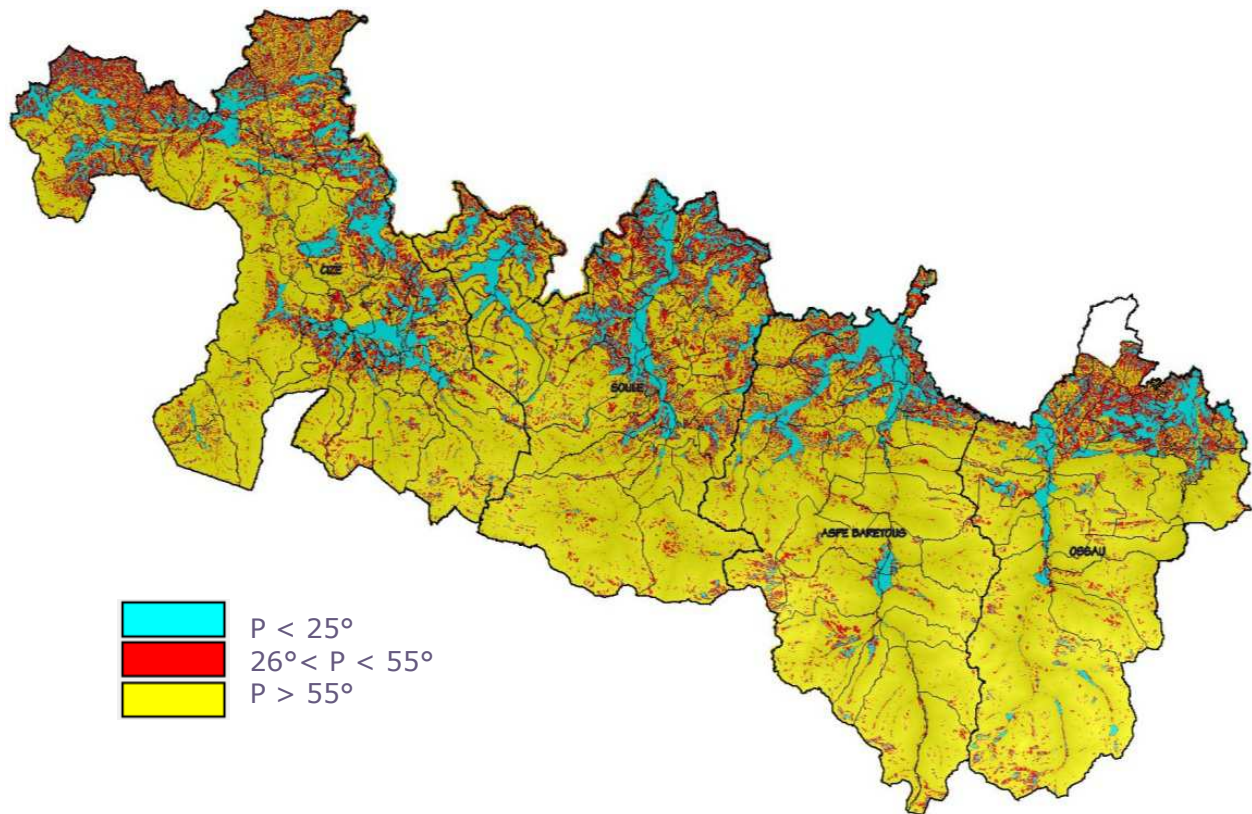 CIZE
SOULE
ASPE BARETOUS
OSSAU
P < 25°
26°< P < 55°
P > 55°